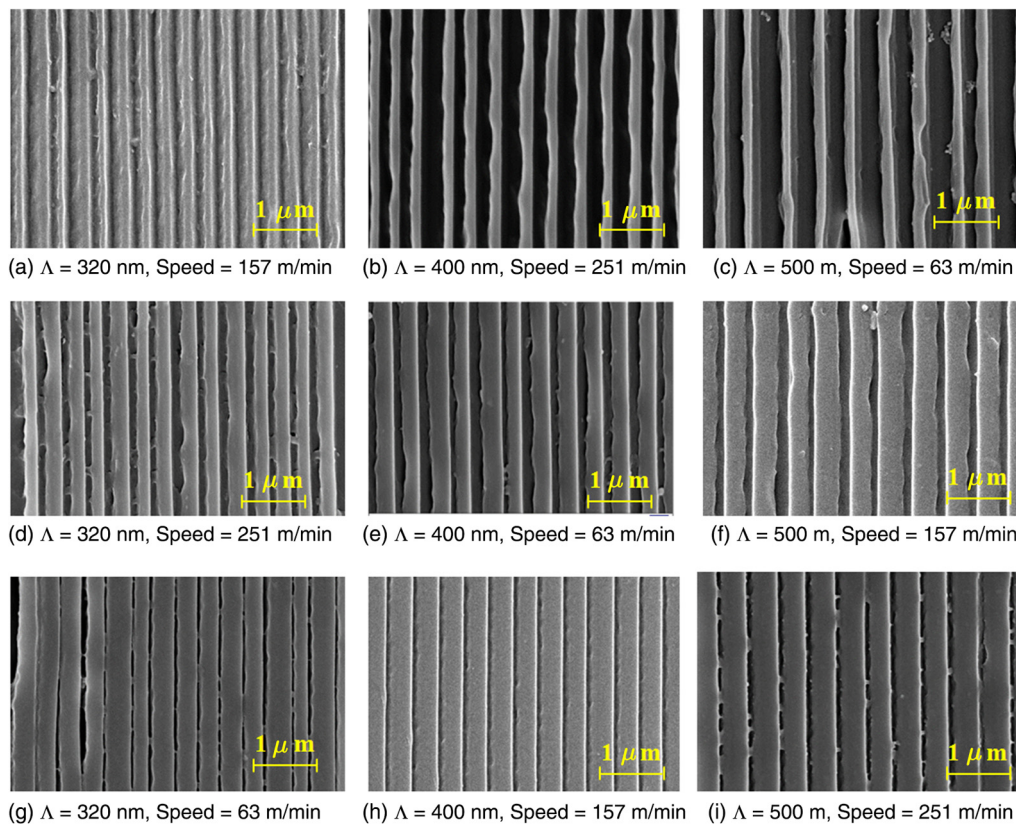 1 μm
1 μm
1 μm
(a) Λ = 320 nm, Speed = 157 m/min
(b) Λ = 400 nm, Speed = 251 m/min
(c) Λ = 500 m, Speed = 63 m/min
1 μm
1 μm
1 μm
(d) Λ = 320 nm, Speed = 251 m/min
(e) Λ = 400 nm, Speed = 63 m/min
(f) Λ = 500 m, Speed = 157 m/min
1 μm
1 μm
1 μm
(g) Λ = 320 nm, Speed = 63 m/min
(h) Λ = 400 nm, Speed = 157 m/min
(i) Λ = 500 m, Speed = 251 m/min